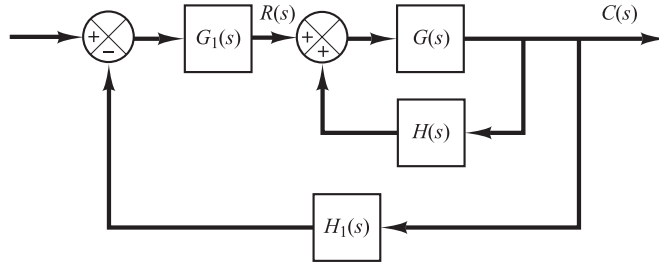 R(s) C(s)
+ − G₁(s) + + G(s)
H(s)
H₁(s)